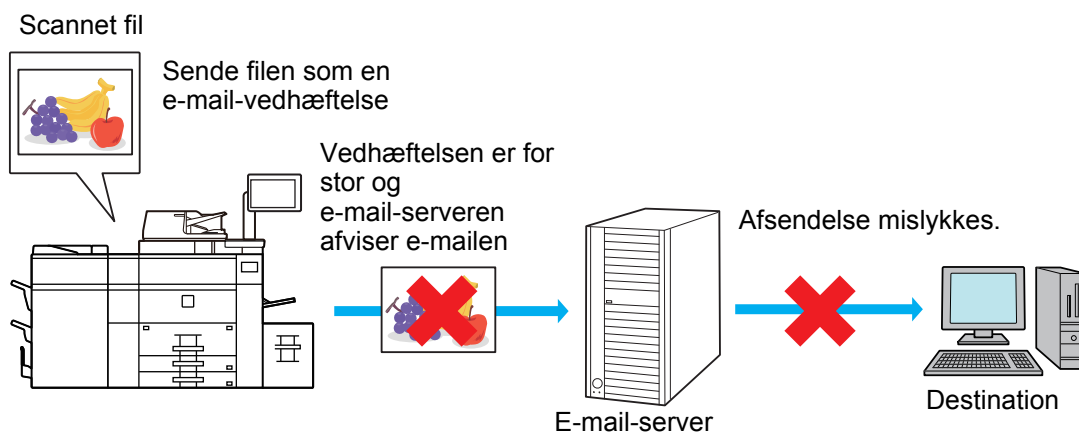 Scannet fil
Sende filen som en
e-mail-vedhæftelse
Vedhæftelsen er for
stor og
e-mail-serveren
afviser e-mailen
Afsendelse mislykkes.
E-mail-server
Destination